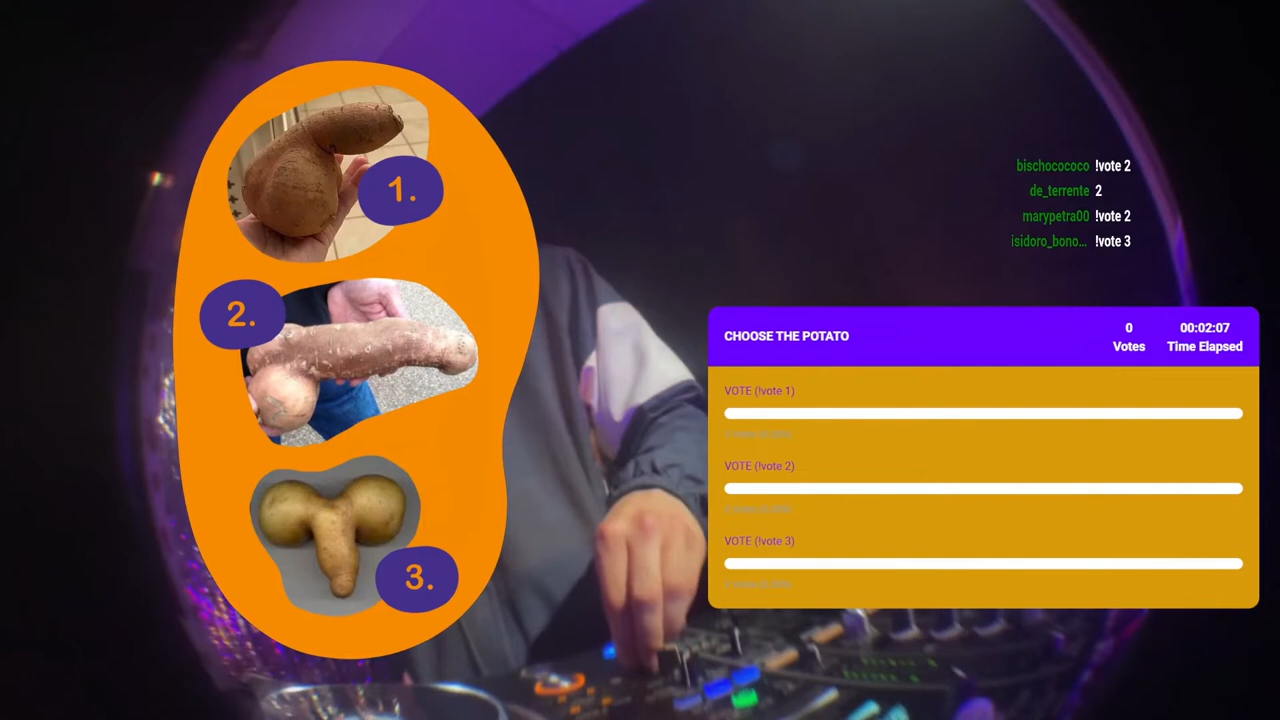 1.
2.
3.
bischocococo !vote 2
de_terrente 2
marypetra00 !vote 2
isidoro_bono... !vote 3
CHOOSE THE POTATO
0
Votes
00:02:07
Time Elapsed
VOTE (!vote 1)
VOTE (!vote 2)
VOTE (!vote 3)